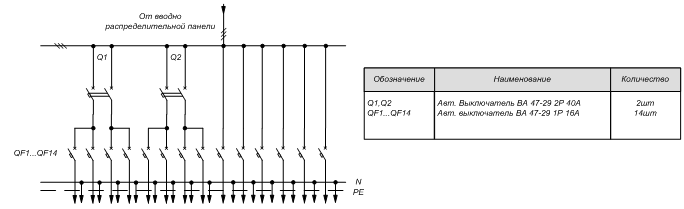 От вводно
распределительной панели
Q1
Q2
QF1...QF14
N
PE
Обозначение Наименование Количество
Q1,Q2 Авт. Выключатель ВА 47-29 2Р 40А 2шт
QF1...QF14 Авт. выключатель ВА 47-29 1Р 16А 14шт